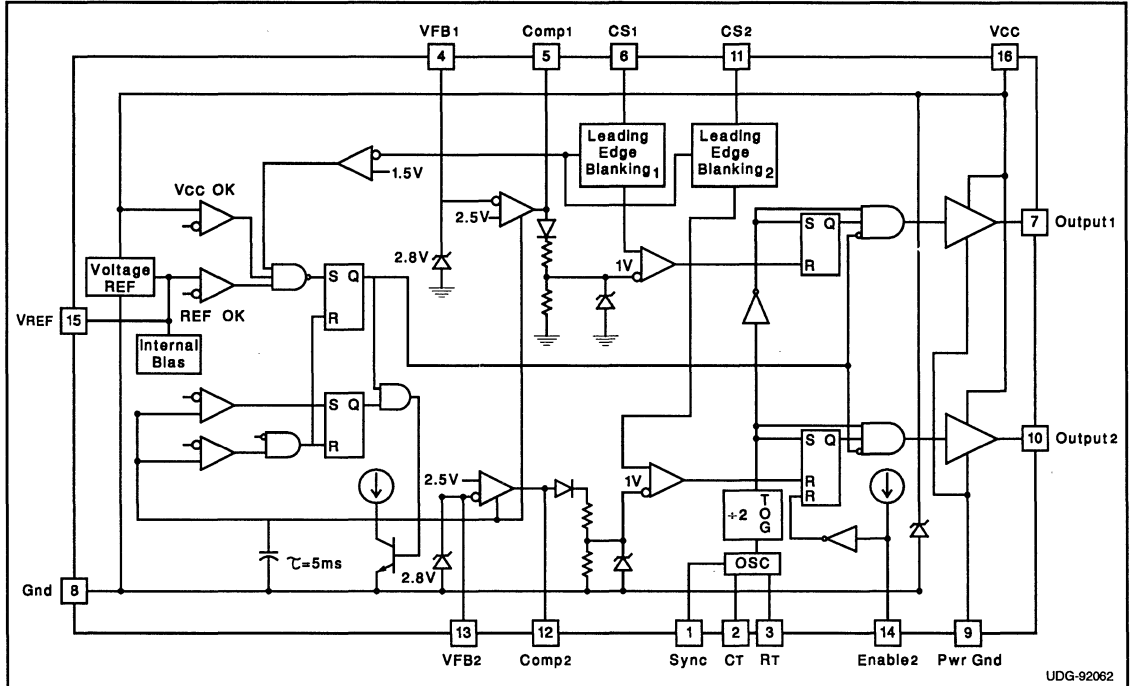 VFB1 Comp1 CS1 CS2 VCC
4 5 6 11 16
Leading Edge Blanking1
Leading Edge Blanking2
1.5V
VCC OK
2.5V
S Q
R
7 Output1
2.8V
1V
Voltage REF
REF OK
S Q
R
VREF 15
Internal Bias
S Q
R
2.5V
1V
S Q
R
R
10 Output2
÷2 TOG
τ=5ms
2.8V
OSC
Gnd 8
13 12 1 2 3 14 9
VFB2 Comp2 Sync CT RT Enable2 Pwr Gnd
UDG-92062